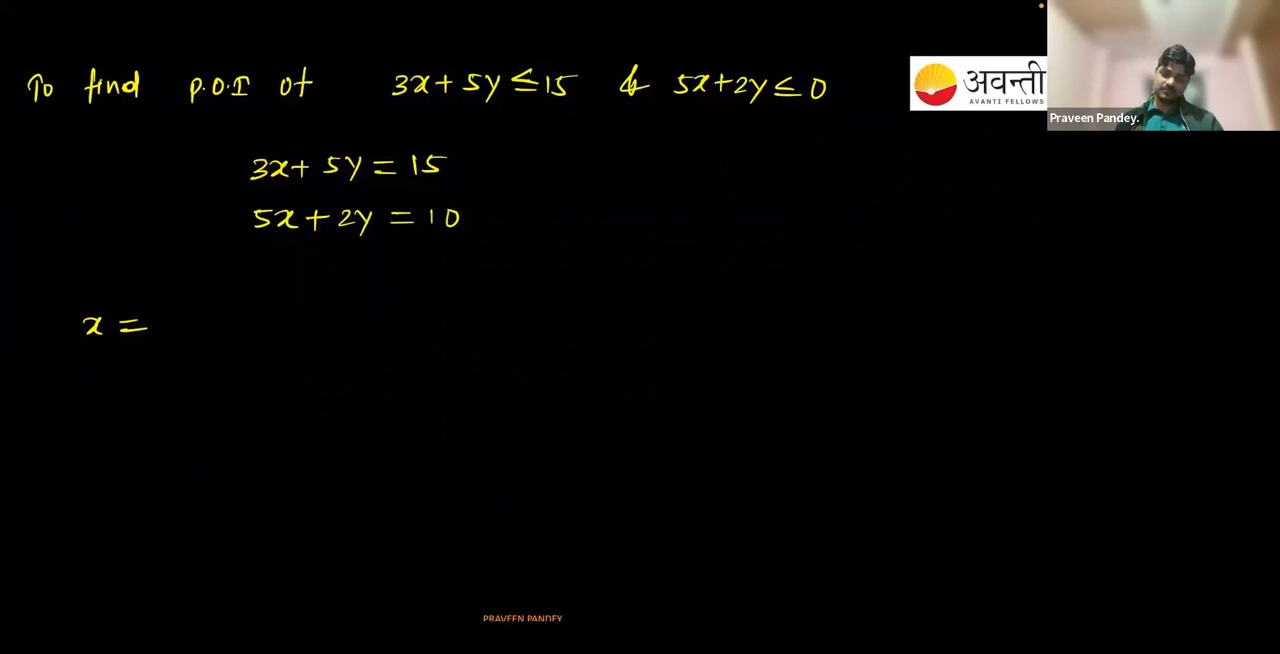 To find P.O.I of 3x + 5y ≤ 15 & 5x + 2y ≤ 0
अवन्ती
AVANTI FELLOWS
Praveen Pandey.
3x + 5y = 15
5x + 2y = 10
x =
PRAVEEN PANDEY